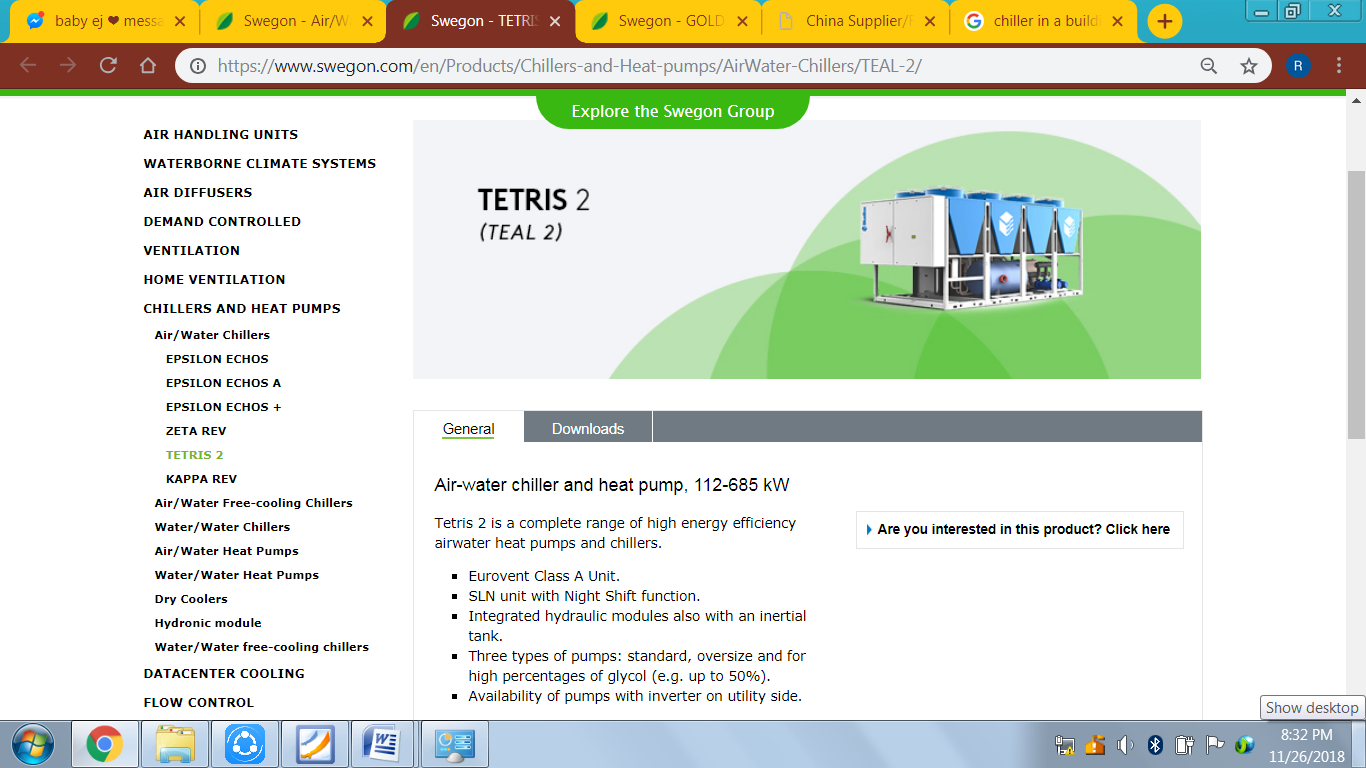 baby ej ❤ messa
Swegon - Air/W
Swegon - TETRIS
Swegon - GOLD
China Supplier/F
chiller in a buildi
https://www.swegon.com/en/Products/Chillers-and-Heat-pumps/AirWater-Chillers/TEAL-2/
R
Explore the Swegon Group
AIR HANDLING UNITS
WATERBORNE CLIMATE SYSTEMS
AIR DIFFUSERS
DEMAND CONTROLLED
VENTILATION
HOME VENTILATION
CHILLERS AND HEAT PUMPS
Air/Water Chillers
EPSILON ECHOS
EPSILON ECHOS A
EPSILON ECHOS +
ZETA REV
TETRIS 2
KAPPA REV
Air/Water Free-cooling Chillers
Water/Water Chillers
Air/Water Heat Pumps
Water/Water Heat Pumps
Dry Coolers
Hydronic module
Water/Water free-cooling chillers
DATACENTER COOLING
FLOW CONTROL
TETRIS 2
(TEAL 2)
General
Downloads
Air-water chiller and heat pump, 112-685 kW
Tetris 2 is a complete range of high energy efficiency
airwater heat pumps and chillers.
Eurovent Class A Unit.
SLN unit with Night Shift function.
Integrated hydraulic modules also with an inertial
tank.
Three types of pumps: standard, oversize and for
high percentages of glycol (e.g. up to 50%).
Availability of pumps with inverter on utility side.
Are you interested in this product? Click here
Show desktop
8:32 PM
11/26/2018